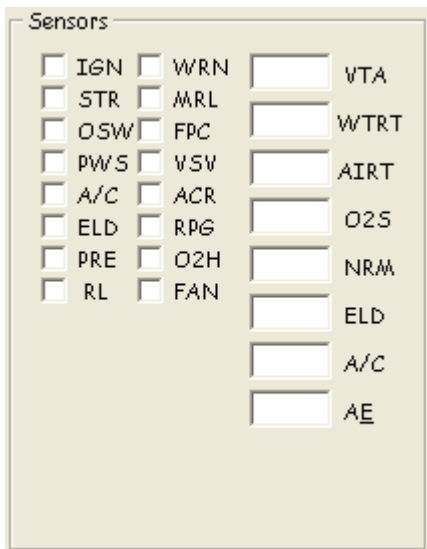 Sensors
IGN WRN VTA
STR MRL
OSW FPC WTRT
PWS VSV AIRT
A/C ACR
ELD RPG O2S
PRE O2H NRM
RL FAN
ELD
A/C
AE